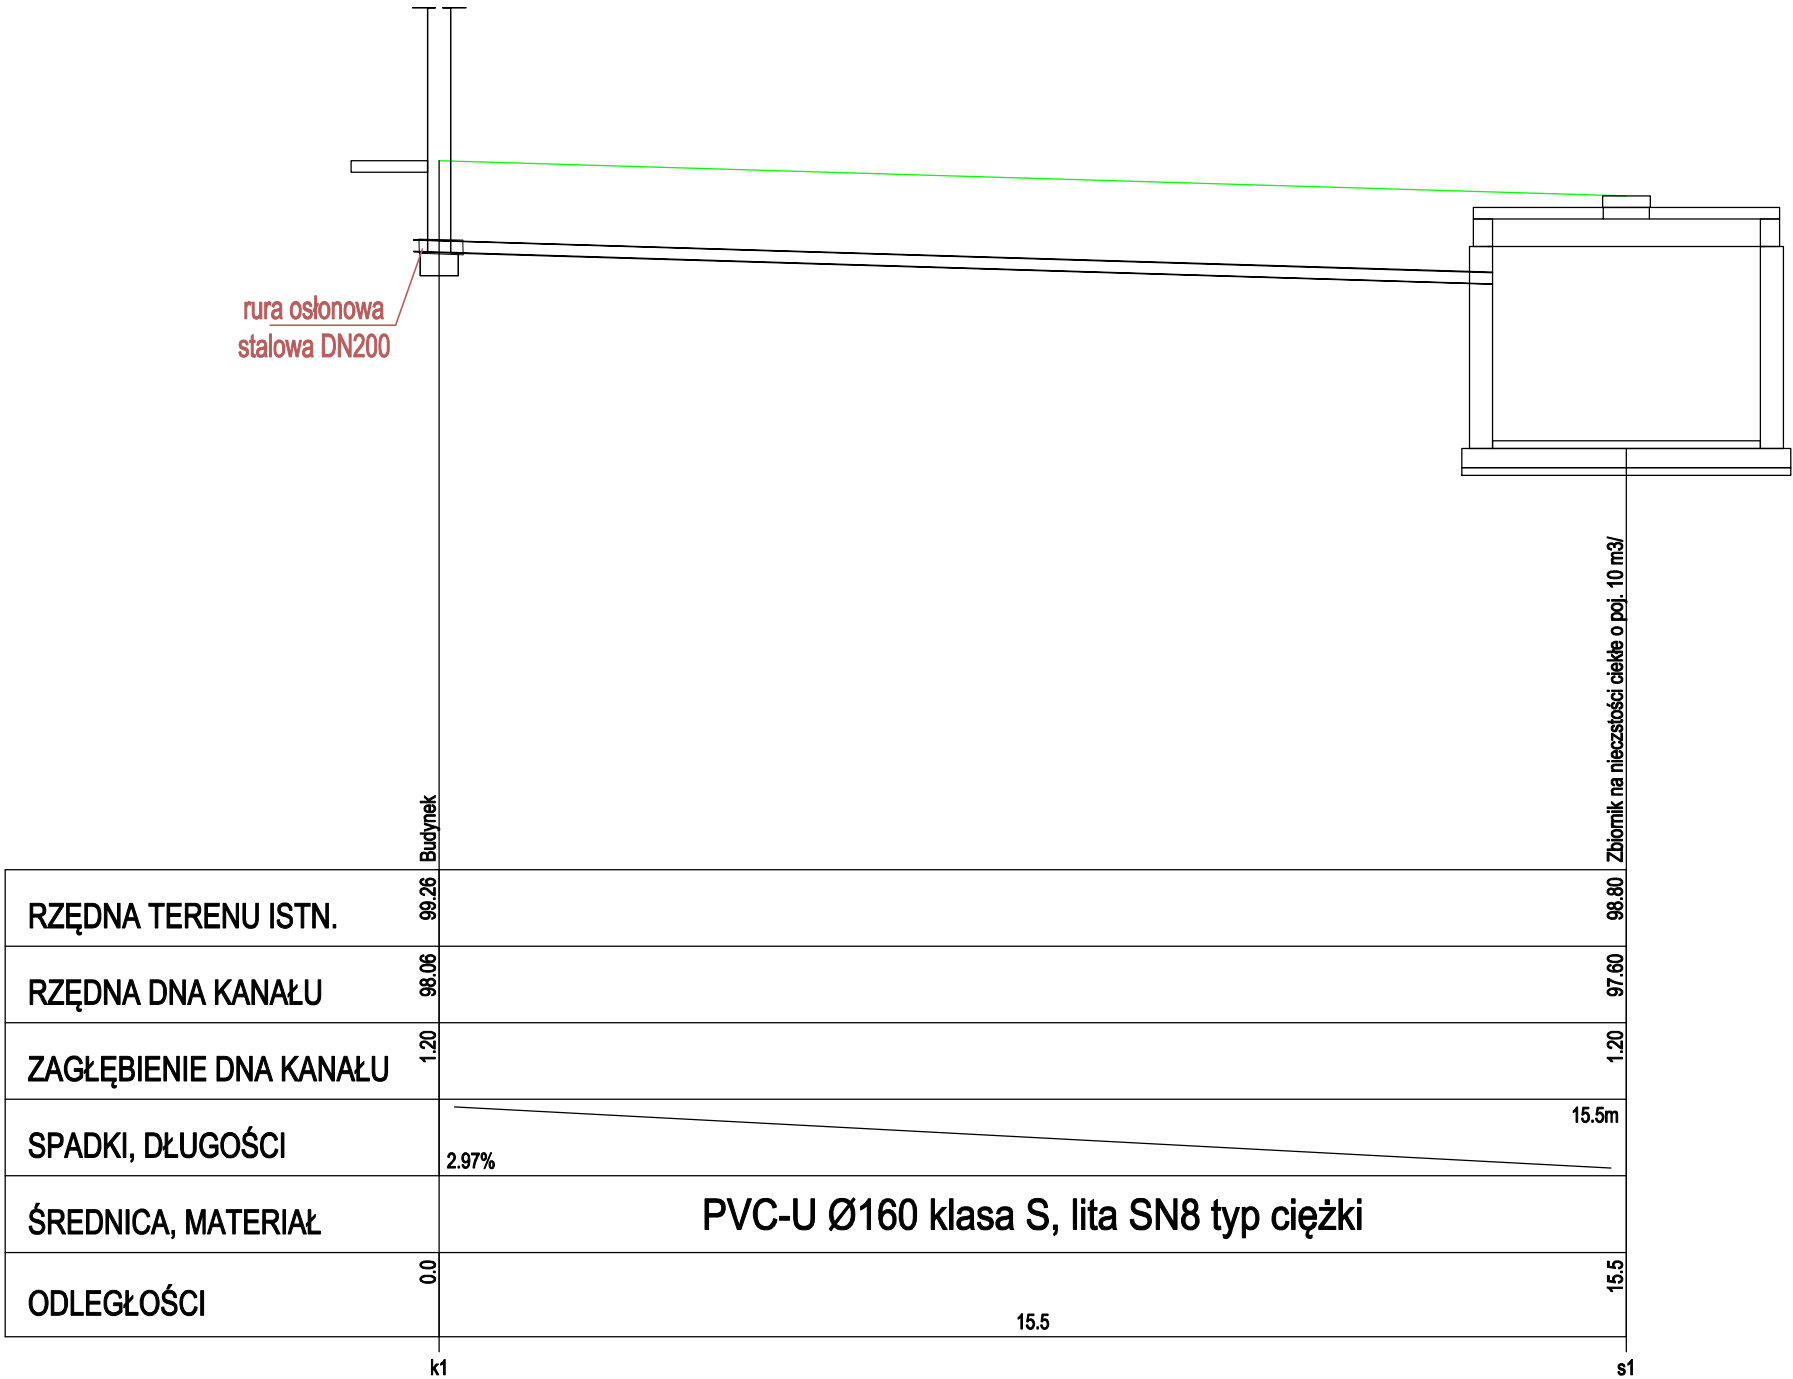 rura osłonowa
stalowa DN200
Budynek
Zbiornik na nieczstości ciekłe o poj. 10 m3/
RZĘDNA TERENU ISTN.
99.26
98.80
RZĘDNA DNA KANAŁU
98.06
97.60
ZAGŁĘBIENIE DNA KANAŁU
1.20
1.20
SPADKI, DŁUGOŚCI
2.97%
15.5m
ŚREDNICA, MATERIAŁ
PVC-U Ø160 klasa S, lita SN8 typ ciężki
ODLEGŁOŚCI
0.0
15.5
15.5
k1
s1